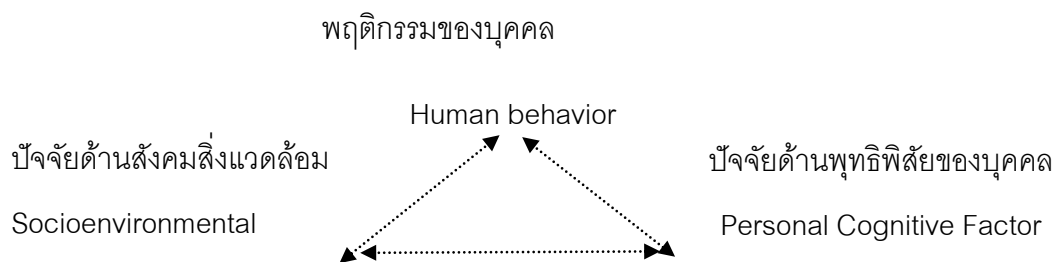 พฤติกรรมของบุคคล
Human behavior
ปัจจัยด้านสังคมสิ่งแวดล้อม
ปัจจัยด้านพุทธิพิสัยของบุคคล
Socioenvironmental
Personal Cognitive Factor